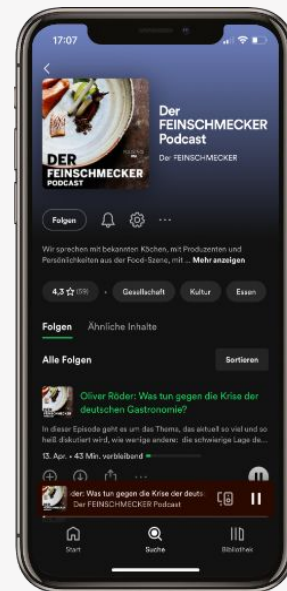 17:07
DER
FEINSCHMECKER
PODCAST
Der
FEINSCHMECKER
Podcast
Der FEINSCHMECKER
Folgen
Wir sprechen mit bekannten Köchen, mit Produzenten und
Persönlichkeiten aus der Food-Szene, mit ... Mehr anzeigen
4,3 (59) • Gesellschaft Kultur Essen
Folgen Ähnliche Inhalte
Alle Folgen Sortieren
Oliver Röder: Was tun gegen die Krise der
deutschen Gastronomie?
In dieser Episode geht es um das Thema, das aktuell so viel und so
heiß diskutiert wird, wie wenige andere: die schwierige Lage de...
13. Apr. • 43 Min. verbleibend
der: Was tun gegen die Krise der deuts
Der FEINSCHMECKER Podcast
Start Suche Bibliothek